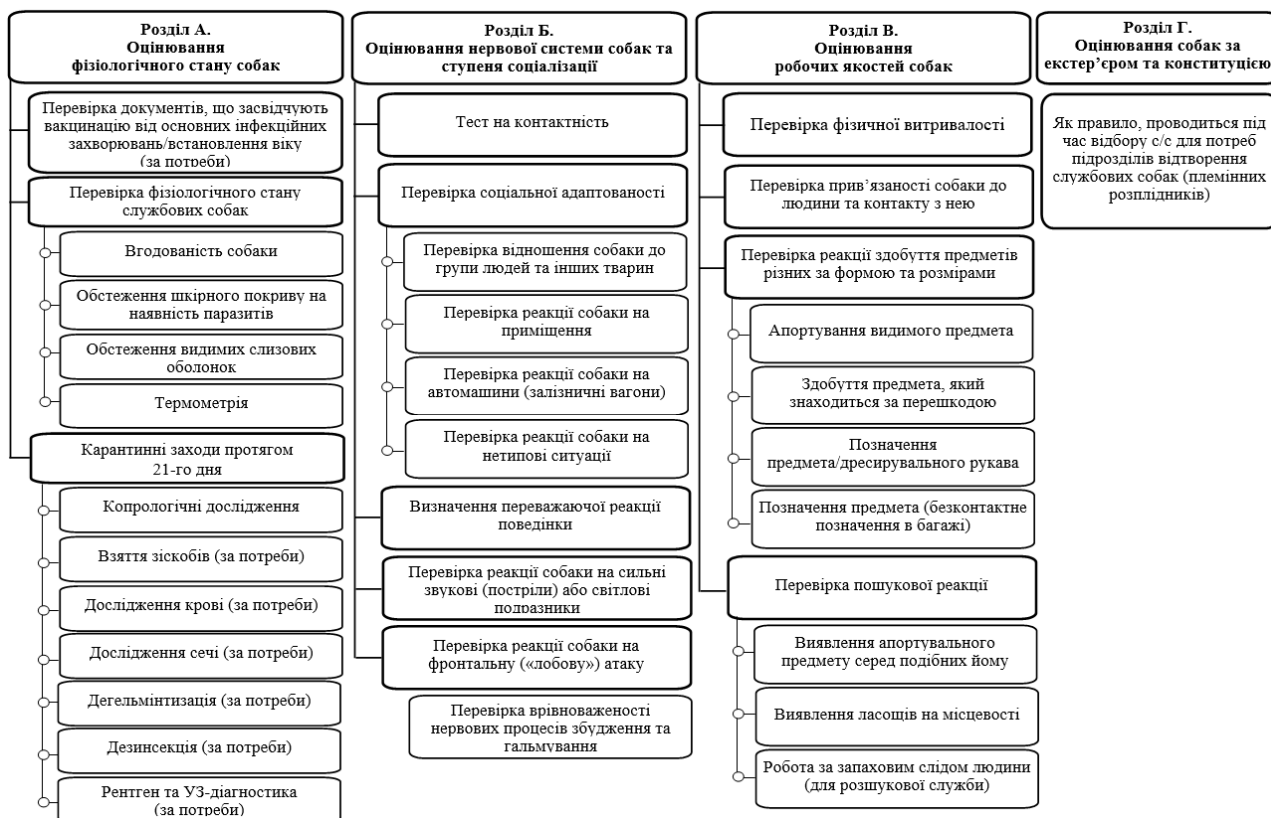 Розділ А.
Оцінювання
фізіологічного стану собак
Перевірка документів, що засвідчують
вакцинацію від основних інфекційних
захворювань/встановлення віку
(за потреби)
Перевірка фізіологічного стану
службових собак
Вгодованість собаки
Обстеження шкірного покриву на
наявність паразитів
Обстеження видимих слизових
оболонок
Термометрія
Карантинні заходи протягом
21-го дня
Копрологічні дослідження
Взяття зіскобів (за потреби)
Дослідження крові (за потреби)
Дослідження сечі (за потреби)
Дегельмінтизація (за потреби)
Дезинсекція (за потреби)
Рентген та УЗ-діагностика
(за потреби)
Розділ Б.
Оцінювання нервової системи собак та
ступеня соціалізації
Тест на контактність
Перевірка соціальної адаптованості
Перевірка відношення собаки до
групи людей та інших тварин
Перевірка реакції собаки на
приміщення
Перевірка реакції собаки на
автомашини (залізничні вагони)
Перевірка реакції собаки на
нетипові ситуації
Визначення переважаючої реакції
поведінки
Перевірка реакції собаки на сильні
звукові (постріли) або світлові
подразники
Перевірка реакції собаки на
фронтальну («лобову») атаку
Перевірка врівноваженості
нервових процесів збудження та
гальмування
Розділ В.
Оцінювання
робочих якостей собак
Перевірка фізичної витривалості
Перевірка прив’язаності собаки до
людини та контакту з нею
Перевірка реакції здобуття предметів
різних за формою та розмірами
Апортування видимого предмета
Здобуття предмета, який
знаходиться за перешкодою
Позначення
предмета/дресирувального рукава
Позначення предмета (безконтактне
позначення в багажі)
Перевірка пошукової реакції
Виявлення апортувального
предмету серед подібних йому
Виявлення ласощів на місцевості
Робота за запаховим слідом людини
(для розшукової служби)
Розділ Г.
Оцінювання собак за
екстер’єром та конституцією
Як правило, проводиться під
час відбору с/с для потреб
підрозділів відтворення
службових собак (племінних
розплідників)